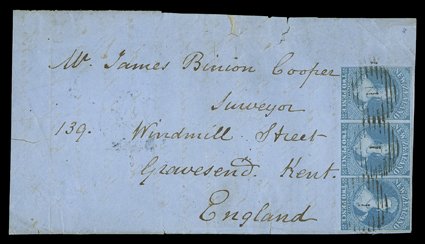 Mr. James Binion Cooper
Surveyor
139. Windmill Street
Gravesend. Kent.
England